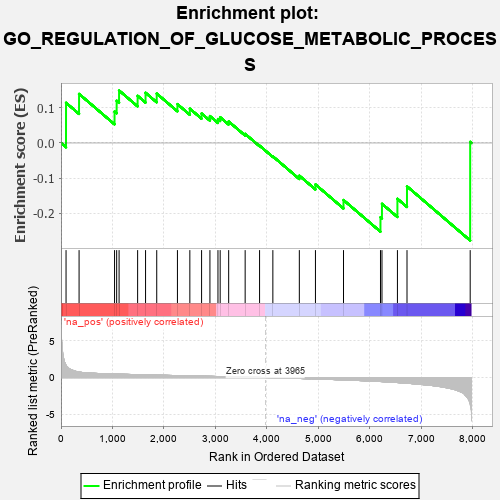 Enrichment plot:
GO_REGULATION_OF_GLUCOSE_METABOLIC_PROCES
S
Enrichment score (ES)
0.1
0.0
-0.1
-0.2
'na_pos' (positively correlated)
Ranked list metric (PreRanked)
5
0
-5
Zero cross at 3965
'na_neg' (negatively correlated)
0
1,000
2,000
3,000
4,000
5,000
6,000
7,000
8,000
Rank in Ordered Dataset
Enrichment profile
Hits
Ranking metric scores